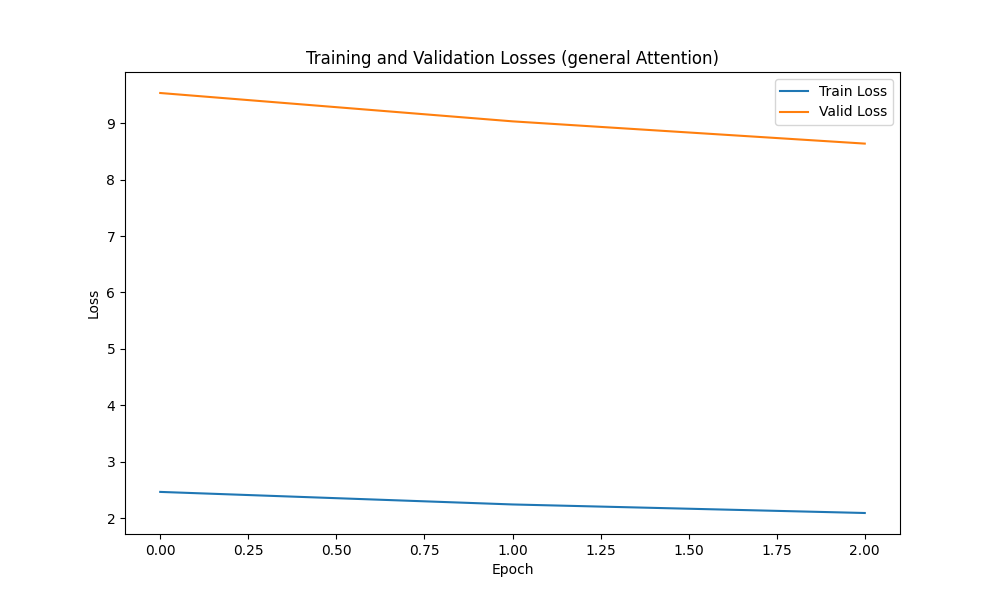 Training and Validation Losses (general Attention)
Train Loss
Valid Loss
9
8
7
6
5
4
3
2
Loss
0.00 0.25 0.50 0.75 1.00 1.25 1.50 1.75 2.00
Epoch